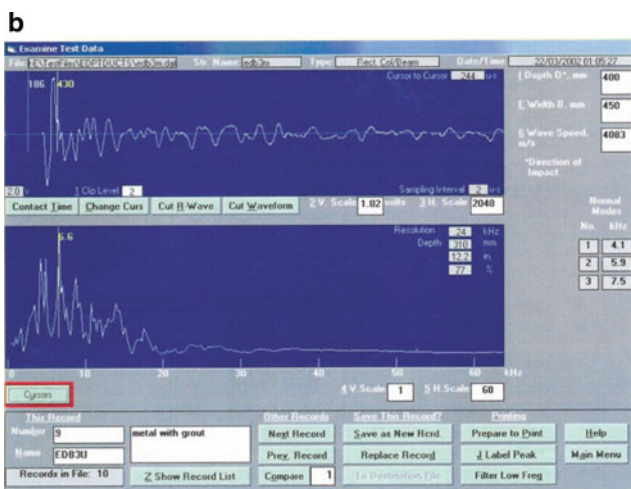 b
Examine Test Data
File: Str. Name: edb3m Type: Rect. Col/Beam Date/Time 22/03/2002 01:05:27
186 430 Cursor to Cursor 244 u-s
1 Depth D*, mm 400
E Width B, mm 450
6 Wave Speed, m/s 4083
*Direction of Impact
2.0 v 1 Clip Level 2 Sampling Interval 2 u-s
Contact Time Change Curs Cut R-Wave Cut Waveform 2 V. Scale 1.02 volts 3 H. Scale 2048
Normal Modes
No. kHz
1 4.1
2 5.9
3 7.5
6.6 Resolution 24 kHz
Depth 310 mm
12.2 in
77 %
0 10 20 30 40 50 60 kHz
Cursors 4 V.Scale 1 5 H.Scale 60
This Record Other Records Save This Record? Printing
Number 9 metal with grout Next Record Save as New Rcrd. Prepare to Print Help
Name EDB3U Prev. Record Replace Record J Label Peak Main Menu
Records in File: 10 Z Show Record List Compare 1 To Destination File Filter Low Freq